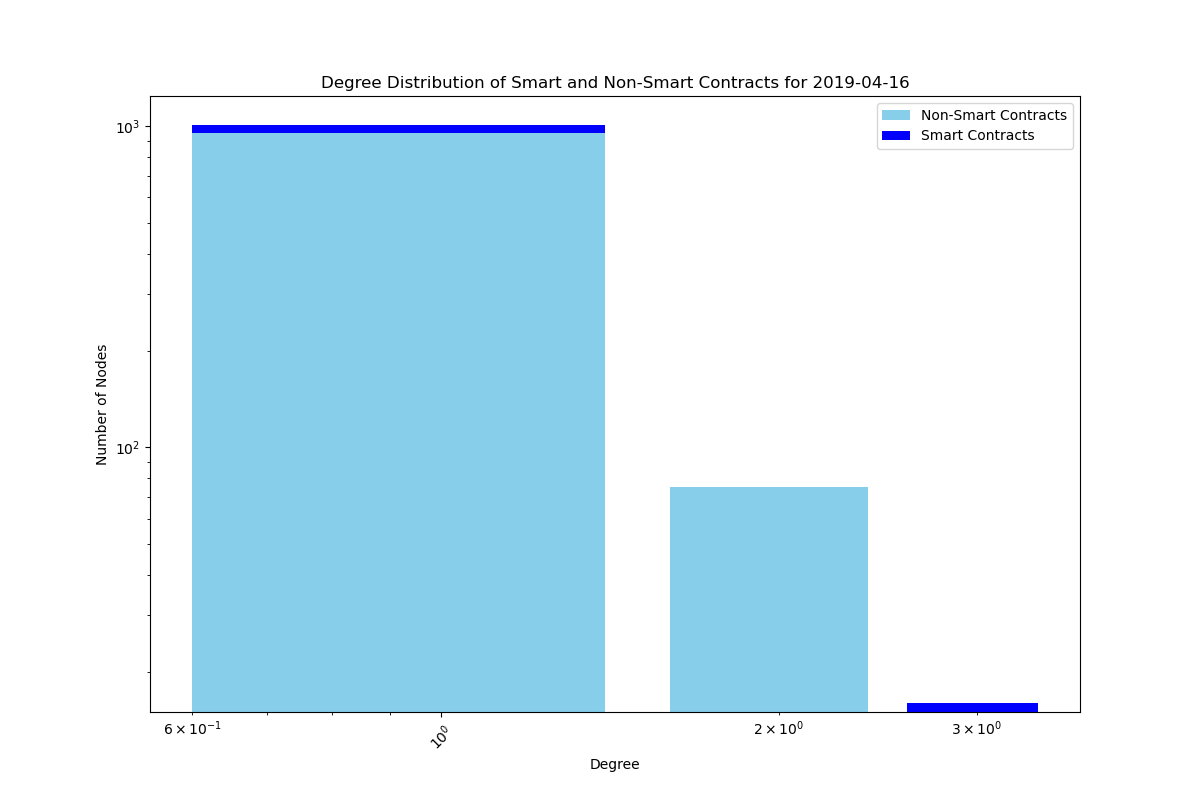 Degree Distribution of Smart and Non-Smart Contracts for 2019-04-16
Non-Smart Contracts
Smart Contracts
10³
10²
Number of Nodes
6 × 10⁻¹
10⁰
2 × 10⁰
3 × 10⁰
Degree